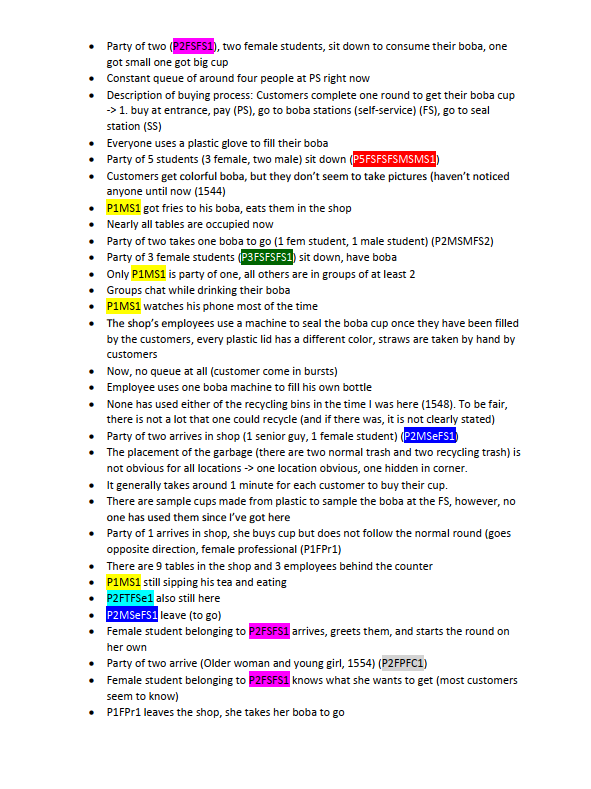 • Party of two (P2FSFS1), two female students, sit down to consume their boba, one
got small one got big cup
• Constant queue of around four people at PS right now
• Description of buying process: Customers complete one round to get their boba cup
-> 1. buy at entrance, pay (PS), go to boba stations (self-service) (FS), go to seal
station (SS)
• Everyone uses a plastic glove to fill their boba
• Party of 5 students (3 female, two male) sit down (P5FSFSFSMSMS1)
• Customers get colorful boba, but they don't seem to take pictures (haven't noticed
anyone until now (1544)
• P1MS1 got fries to his boba, eats them in the shop
• Nearly all tables are occupied now
• Party of two takes one boba to go (1 fem student, 1 male student) (P2MSMFS2)
• Party of 3 female students (P3FSFSFS1) sit down, have boba
• Only P1MS1 is party of one, all others are in groups of at least 2
• Groups chat while drinking their boba
• P1MS1 watches his phone most of the time
• The shop's employees use a machine to seal the boba cup once they have been filled
by the customers, every plastic lid has a different color, straws are taken by hand by
customers
• Now, no queue at all (customer come in bursts)
• Employee uses one boba machine to fill his own bottle
• None has used either of the recycling bins in the time I was here (1548). To be fair,
there is not a lot that one could recycle (and if there was, it is not clearly stated)
• Party of two arrives in shop (1 senior guy, 1 female student) (P2MSeFS1)
• The placement of the garbage (there are two normal trash and two recycling trash) is
not obvious for all locations -> one location obvious, one hidden in corner.
• It generally takes around 1 minute for each customer to buy their cup.
• There are sample cups made from plastic to sample the boba at the FS, however, no
one has used them since I've got here
• Party of 1 arrives in shop, she buys cup but does not follow the normal round (goes
opposite direction, female professional (P1FPr1)
• There are 9 tables in the shop and 3 employees behind the counter
• P1MS1 still sipping his tea and eating
• P2FTFSe1 also still here
• P2MSeFS1 leave (to go)
• Female student belonging to P2FSFS1 arrives, greets them, and starts the round on
her own
• Party of two arrive (Older woman and young girl, 1554) (P2FPFC1)
• Female student belonging to P2FSFS1 knows what she wants to get (most customers
seem to know)
• P1FPr1 leaves the shop, she takes her boba to go